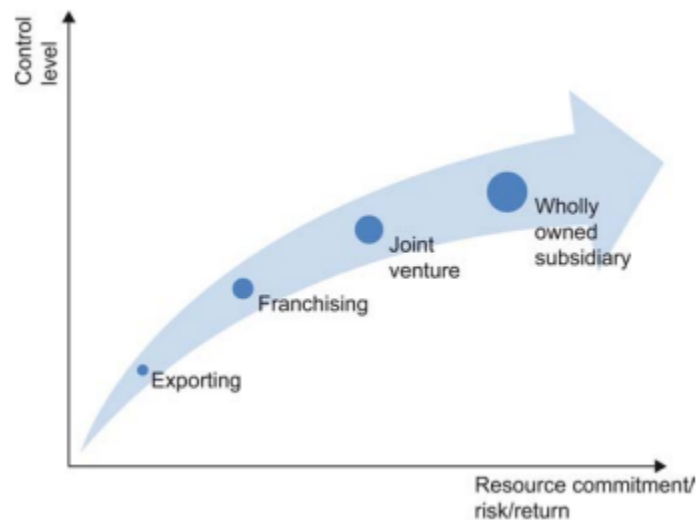 Control
level
Wholly
owned
subsidiary
Joint
venture
Franchising
Exporting
Resource commitment/
risk/return